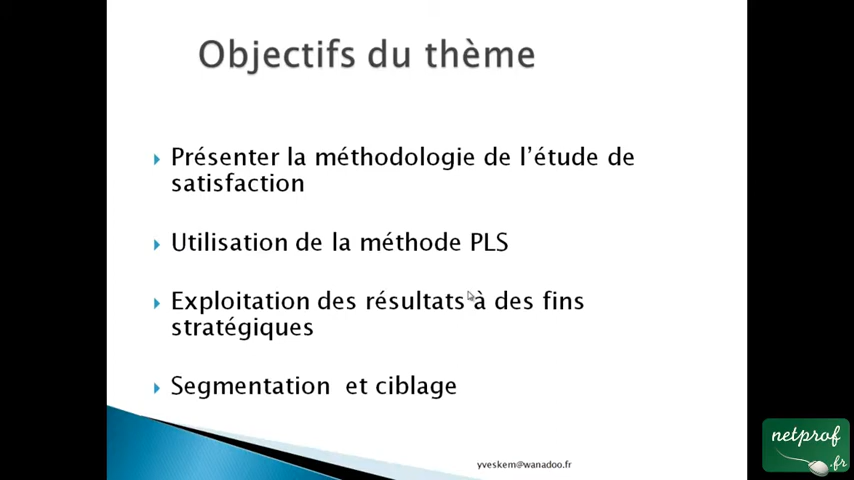 Objectifs du thème
Présenter la méthodologie de l'étude de
satisfaction
Utilisation de la méthode PLS
Exploitation des résultats à des fins
stratégiques
Segmentation et ciblage
yveskem@wanadoo.fr
netprof
.fr